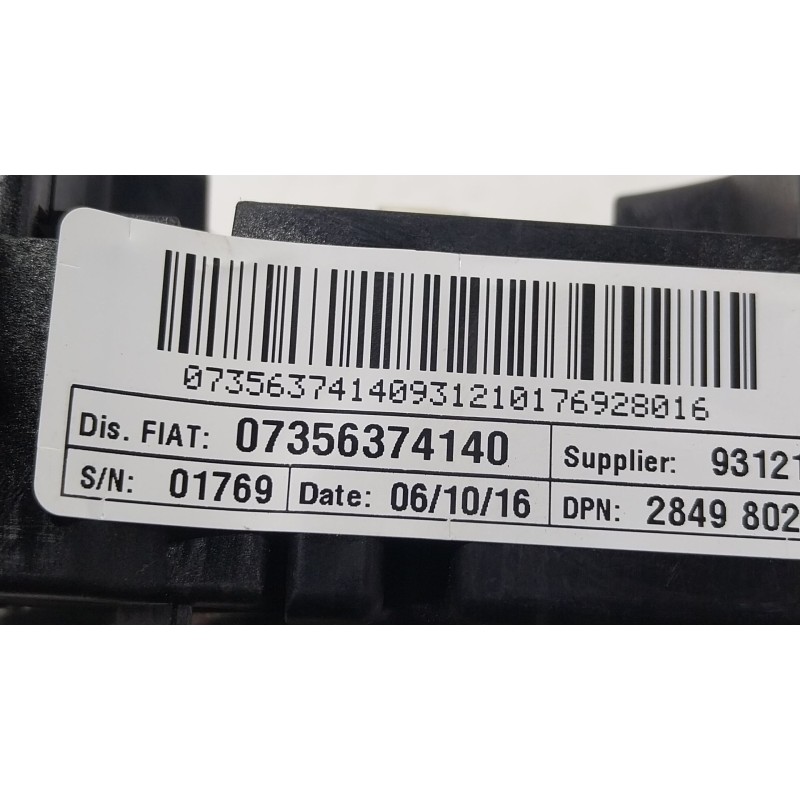 07356374140931210176928016
Dis. FIAT: 07356374140 Supplier: 93121
S/N: 01769 Date: 06/10/16 DPN: 2849 802